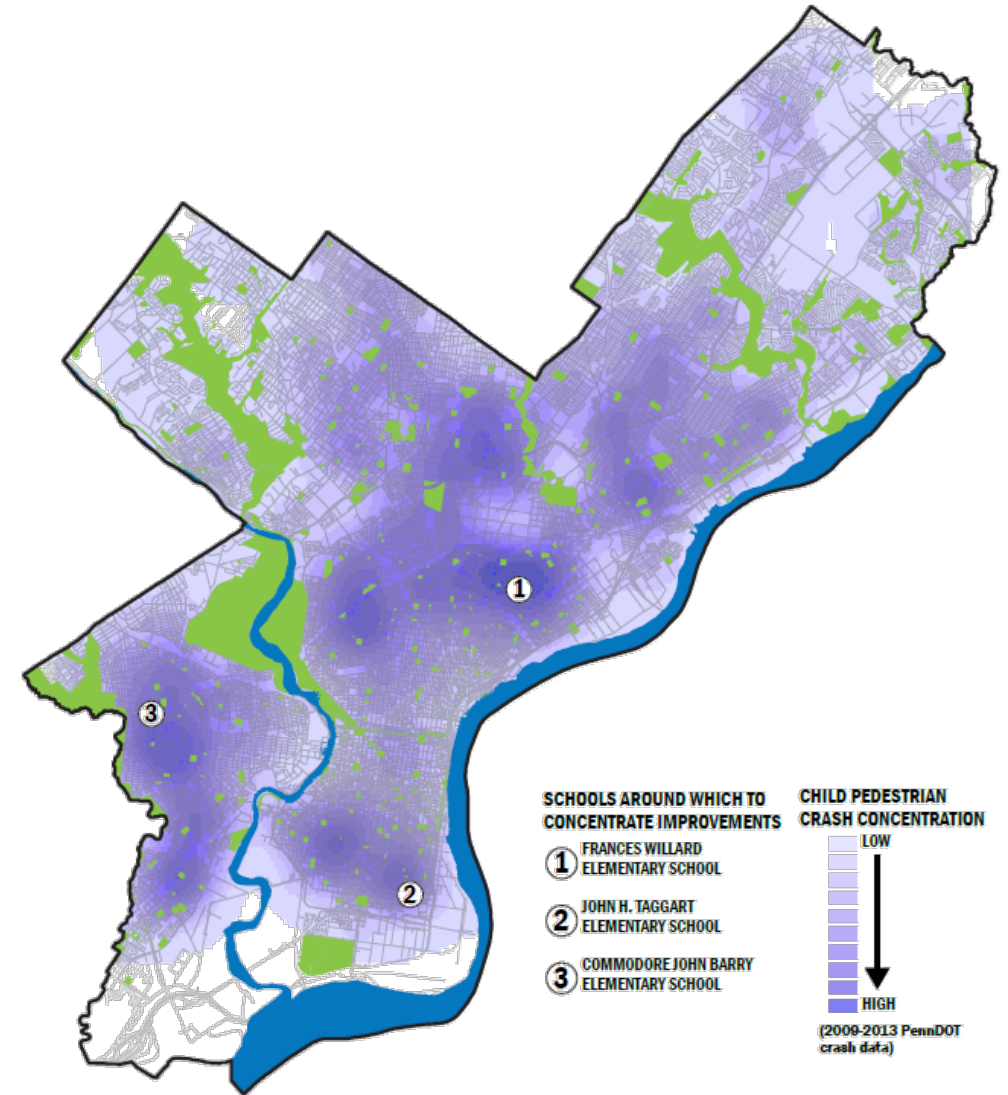 1
3
2
SCHOOLS AROUND WHICH TO
CONCENTRATE IMPROVEMENTS
1 FRANCES WILLARD
ELEMENTARY SCHOOL
2 JOHN H. TAGGART
ELEMENTARY SCHOOL
3 COMMODORE JOHN BARRY
ELEMENTARY SCHOOL
CHILD PEDESTRIAN
CRASH CONCENTRATION
LOW
HIGH
(2009-2013 PennDOT
crash data)